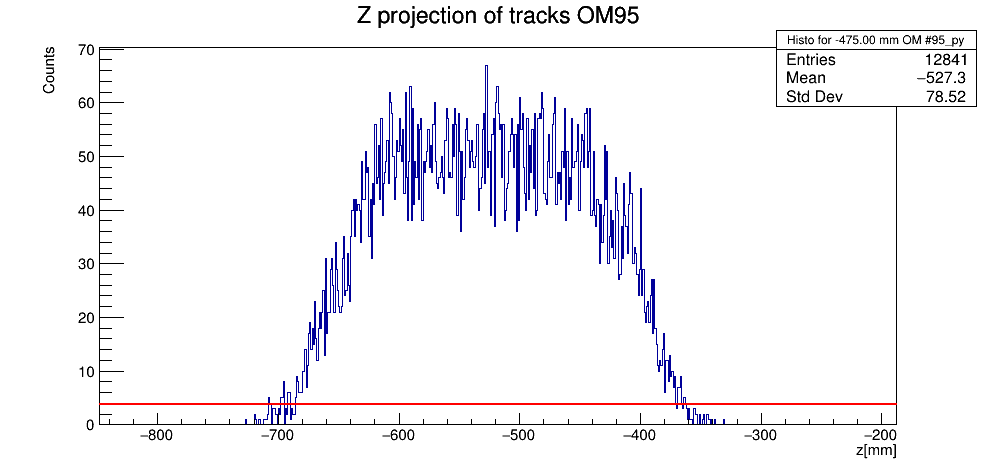 Z projection of tracks OM95
Histo for -475.00 mm OM #95_py
Entries 12841
Mean −527.3
Std Dev 78.52
Counts
70
60
50
40
30
20
10
0
−800 −700 −600 −500 −400 −300 −200
z[mm]